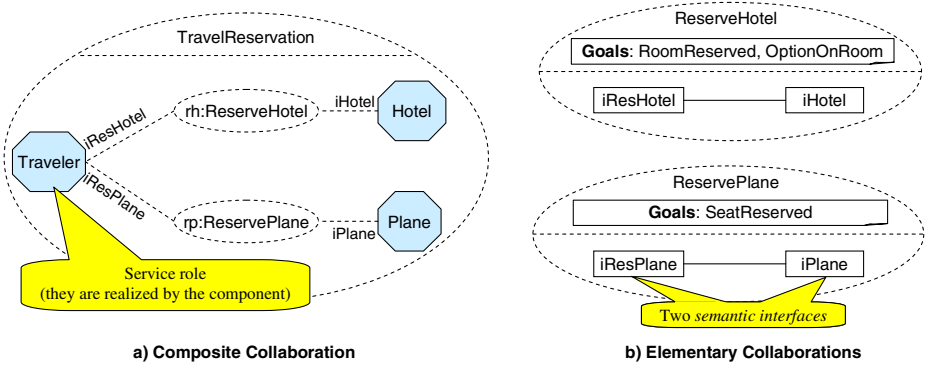 TravelReservation
iResHotel
rh:ReserveHotel
iHotel
Hotel
Traveler
iResPlane
rp:ReservePlane
iPlane
Plane
Service role
(they are realized by the component)
a) Composite Collaboration
ReserveHotel
Goals: RoomReserved, OptionOnRoom
iResHotel
iHotel
ReservePlane
Goals: SeatReserved
iResPlane
iPlane
Two semantic interfaces
b) Elementary Collaborations